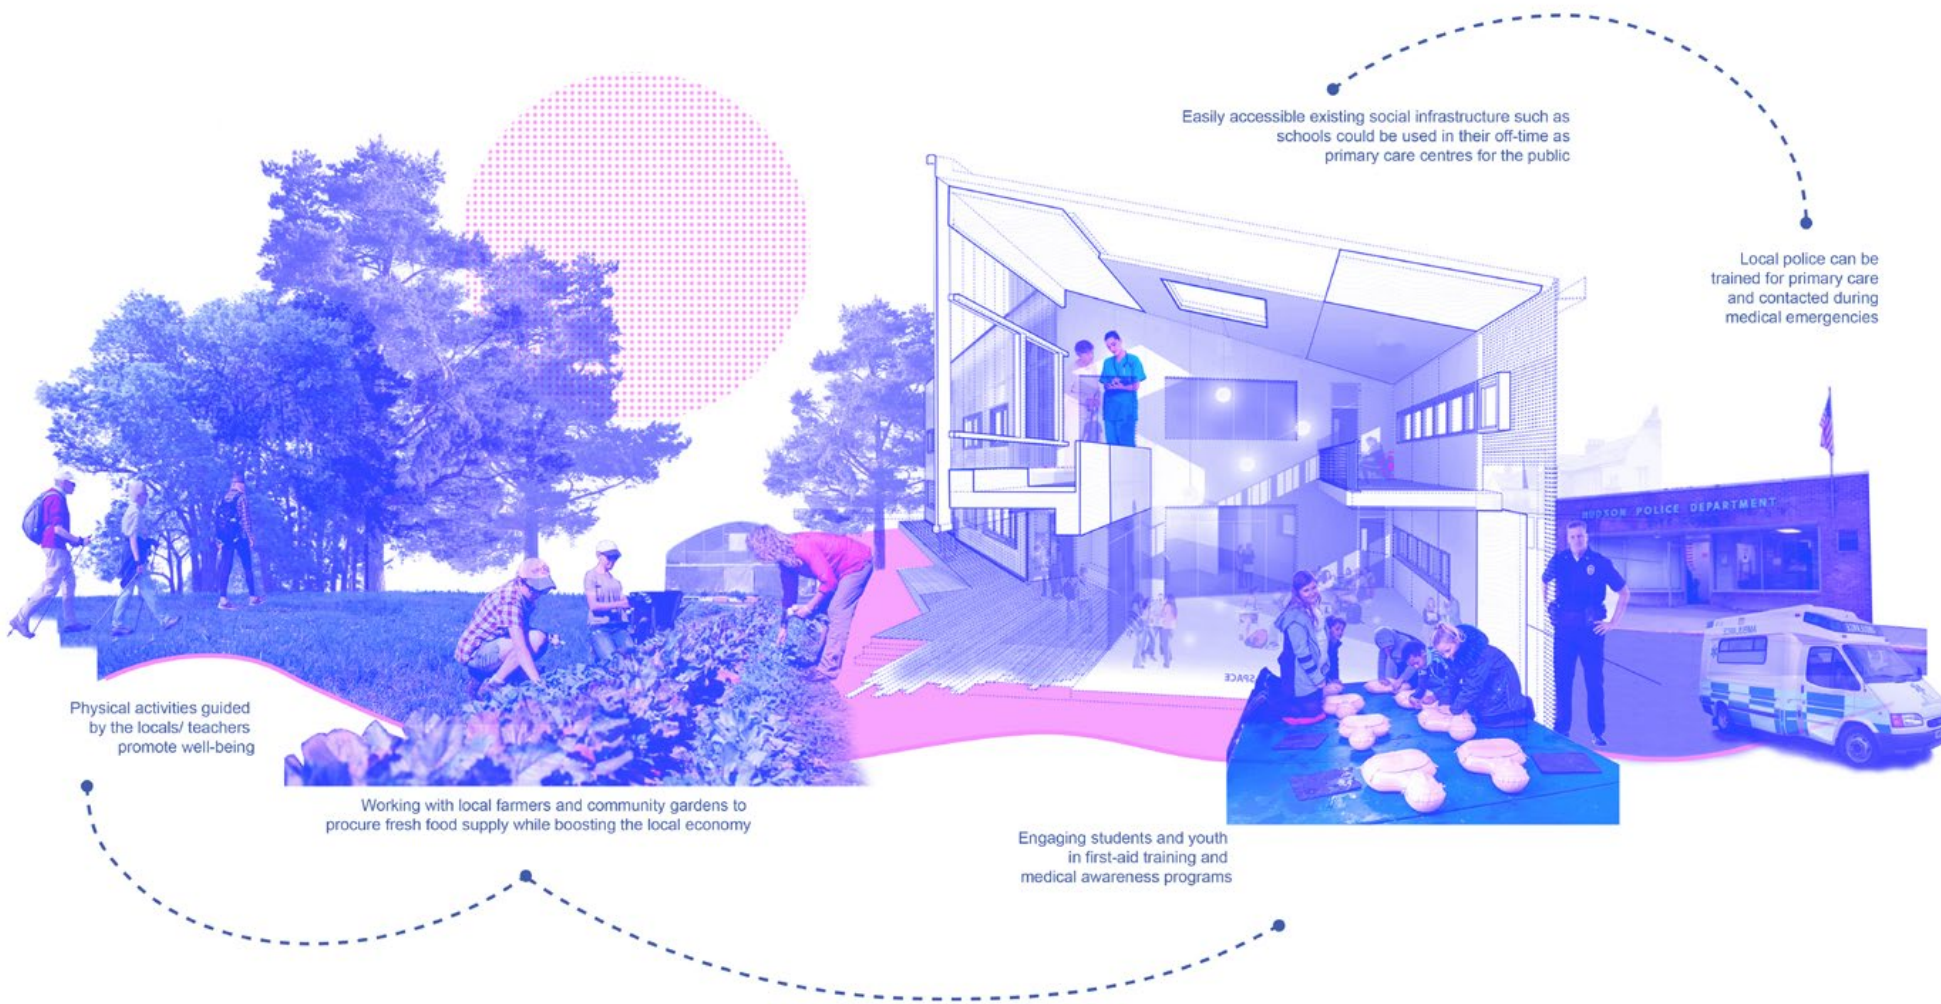 Easily accessible existing social infrastructure such as
schools could be used in their off-time as
primary care centres for the public
Local police can be
trained for primary care
and contacted during
medical emergencies
HUDSON POLICE DEPARTMENT
SPACE
Physical activities guided
by the locals/ teachers
promote well-being
Working with local farmers and community gardens to
procure fresh food supply while boosting the local economy
Engaging students and youth
in first-aid training and
medical awareness programs